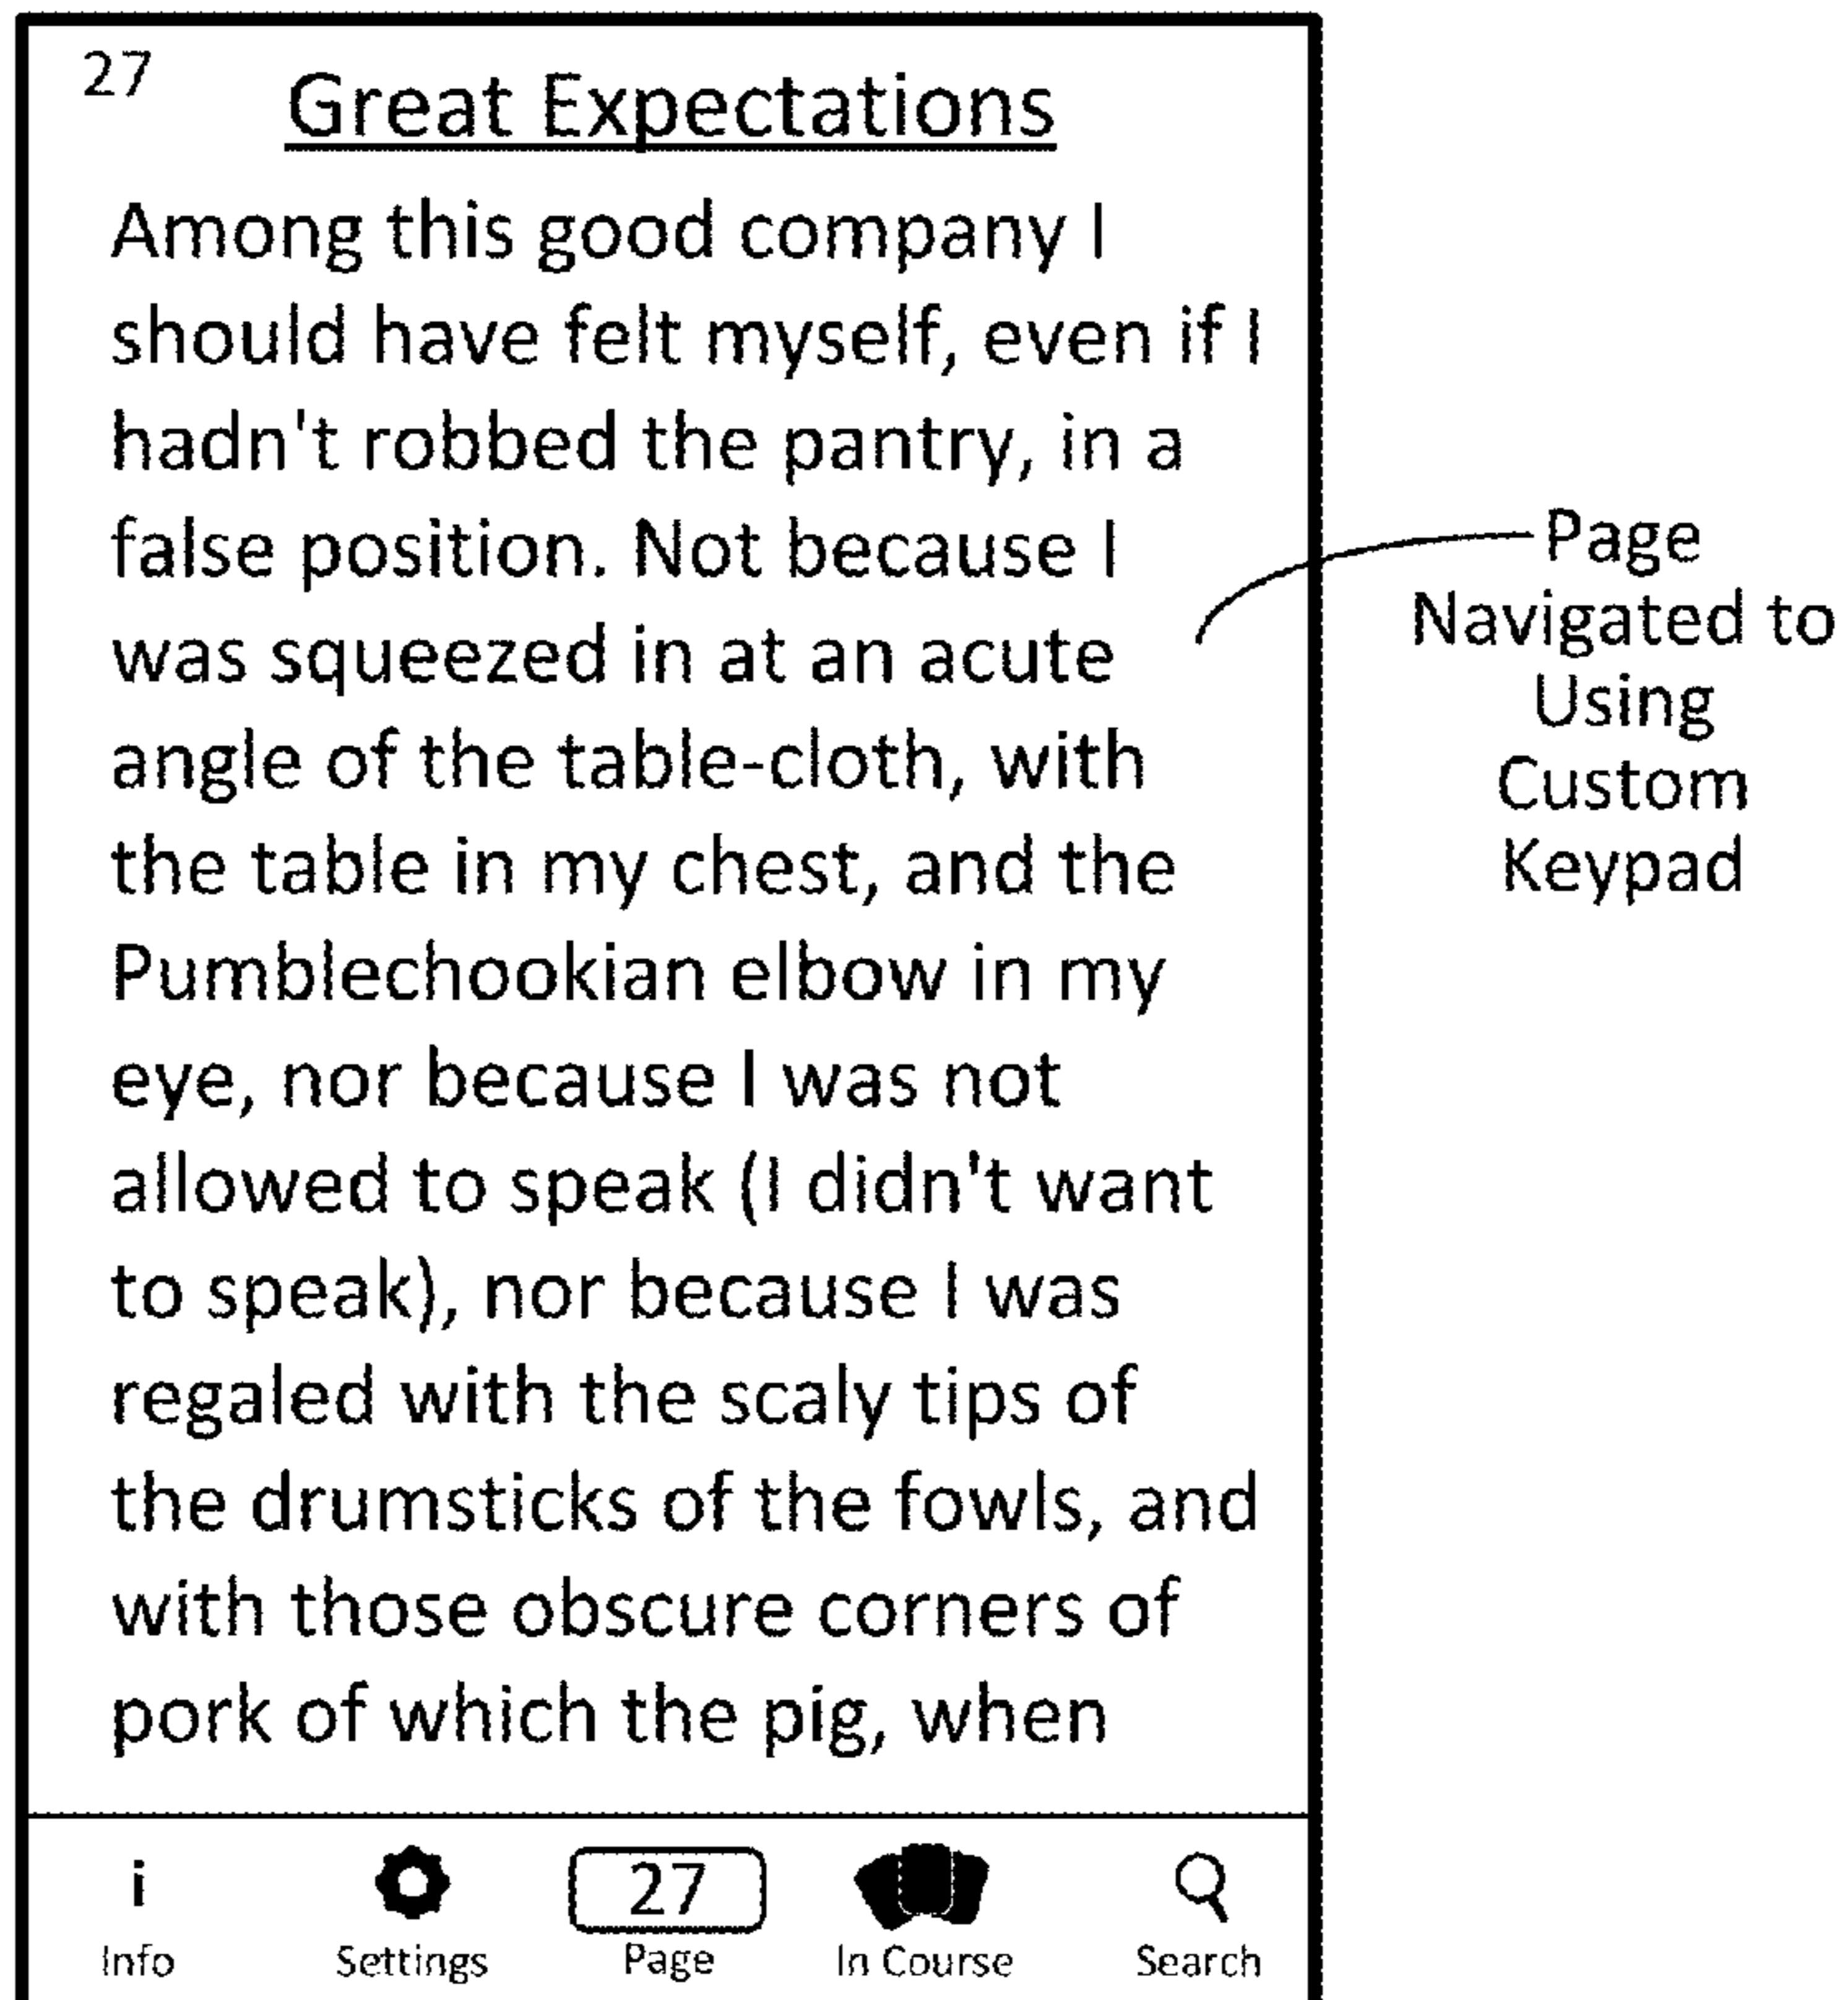 27
Great Expectations
Among this good company I
should have felt myself, even if I
hadn't robbed the pantry, in a
false position. Not because I
was squeezed in at an acute
angle of the table-cloth, with
the table in my chest, and the
Pumblechookian elbow in my
eye, nor because I was not
allowed to speak (I didn't want
to speak), nor because I was
regaled with the scaly tips of
the drumsticks of the fowls, and
with those obscure corners of
pork of which the pig, when
Page
Navigated to
Using
Custom
Keypad
i
27
Info
Settings
Page
In Course
Search